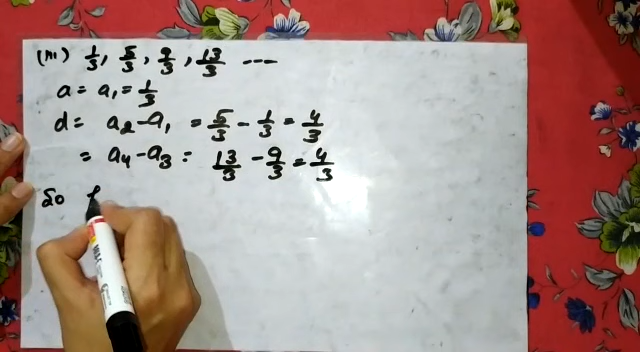 (iii) 1/3, 5/3, 9/3, 13/3 ----
a = a₁ = 1/3
d = a₂ - a₁ = 5/3 - 1/3 = 4/3
= a₄ - a₃ = 13/3 - 9/3 = 4/3
So